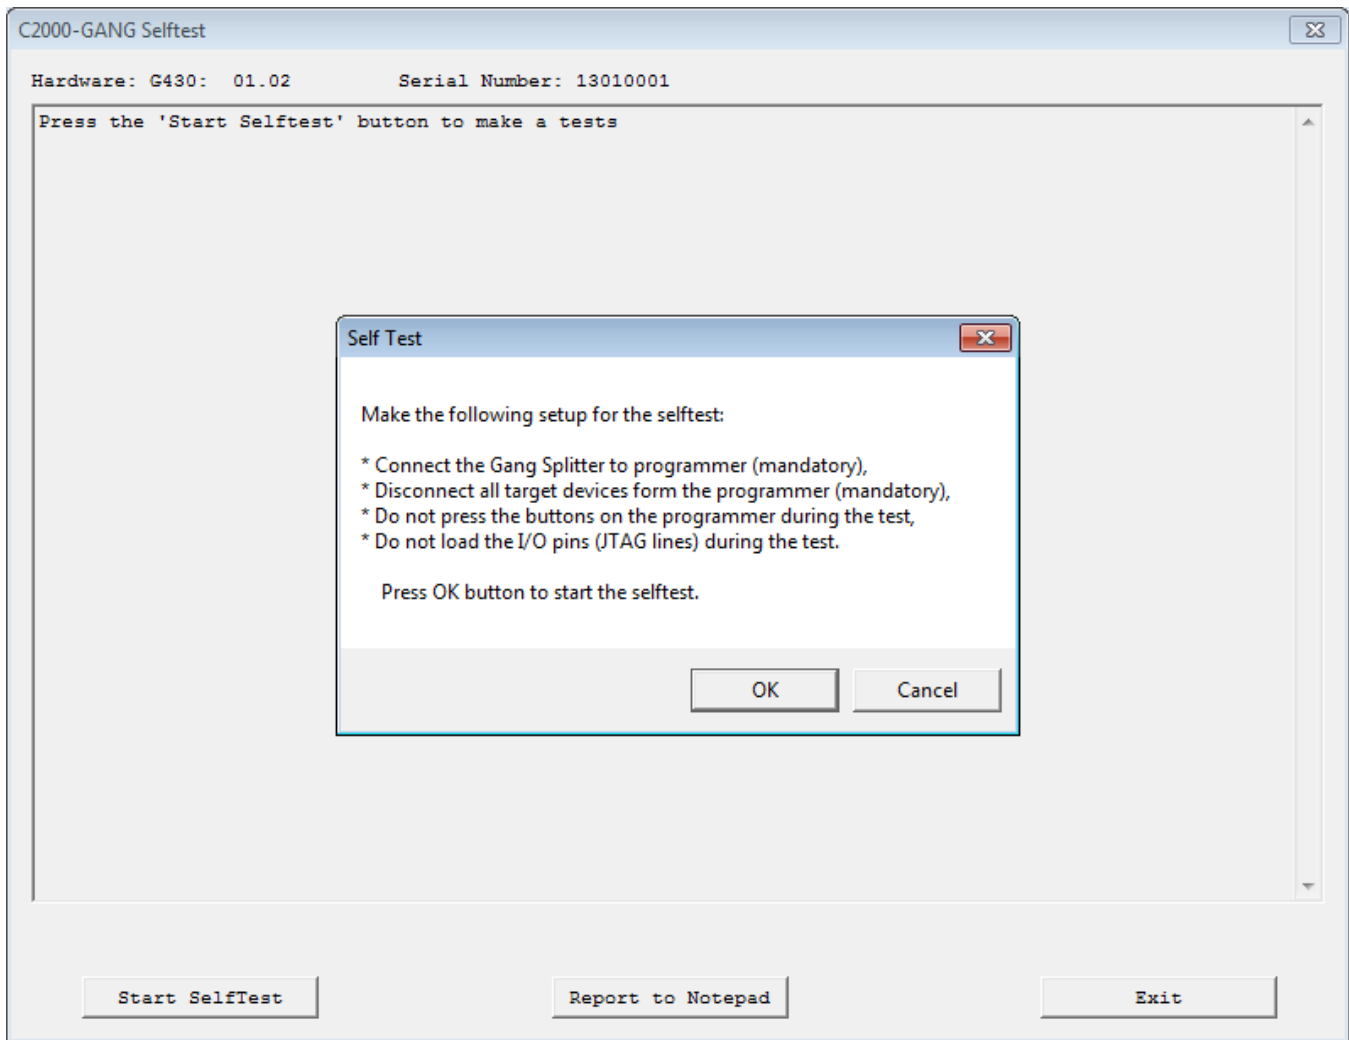 C2000-GANG Selftest
Hardware: G430:  01.02  Serial Number: 13010001
Press the 'Start Selftest' button to make a tests
Self Test
Make the following setup for the selftest:
* Connect the Gang Splitter to programmer (mandatory),
* Disconnect all target devices form the programmer (mandatory),
* Do not press the buttons on the programmer during the test,
* Do not load the I/O pins (JTAG lines) during the test.
Press OK button to start the selftest.
OK Cancel
Start SelfTest Report to Notepad Exit